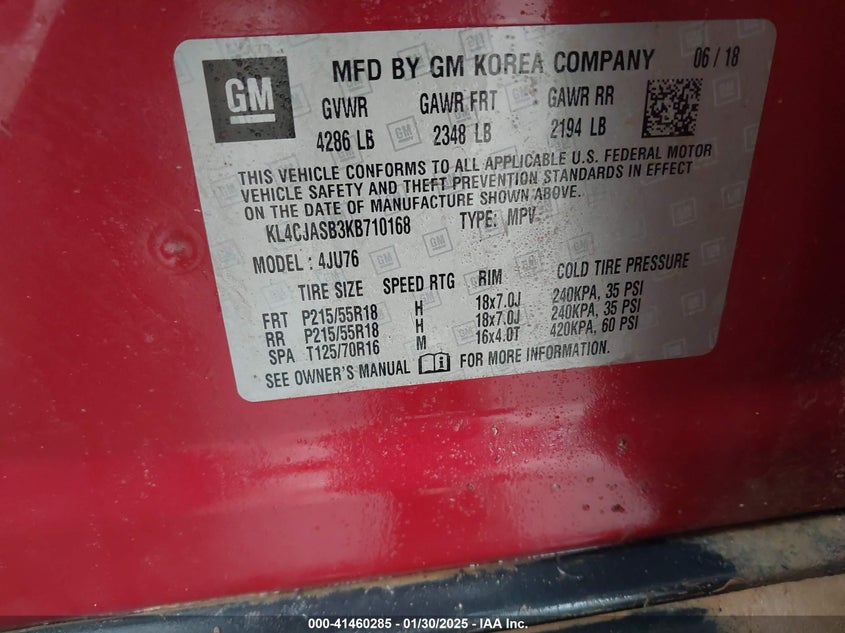 GM
MFD BY GM KOREA COMPANY 06 / 18
GVWR GAWR FRT GAWR RR
4286 LB 2348 LB 2194 LB
THIS VEHICLE CONFORMS TO ALL APPLICABLE U.S. FEDERAL MOTOR
VEHICLE SAFETY AND THEFT PREVENTION STANDARDS IN EFFECT
ON THE DATE OF MANUFACTURE SHOWN ABOVE.
KL4CJASB3KB710168 TYPE: MPV
MODEL : 4JU76
TIRE SIZE SPEED RTG RIM COLD TIRE PRESSURE
FRT P215/55R18 H 18x7.0J 240KPA, 35 PSI
RR P215/55R18 H 18x7.0J 240KPA, 35 PSI
SPA T125/70R16 M 16x4.0T 420KPA, 60 PSI
SEE OWNER'S MANUAL FOR MORE INFORMATION.
000-41460285 - 01/30/2025 - IAA Inc.